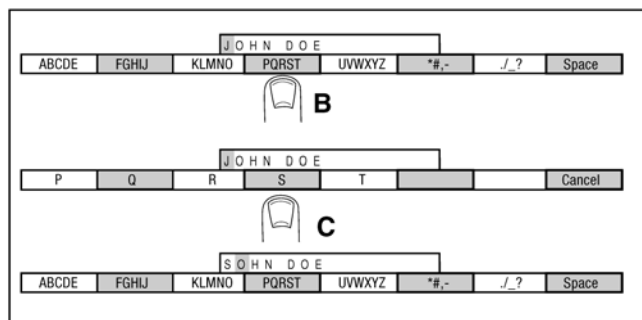 JOHN DOE
ABCDE FGHIJ KLMNO PQRST UVWXYZ *#,- ./_? Space
B
JOHN DOE
P Q R S T Cancel
C
SOHN DOE
ABCDE FGHIJ KLMNO PQRST UVWXYZ *#,- ./_? Space